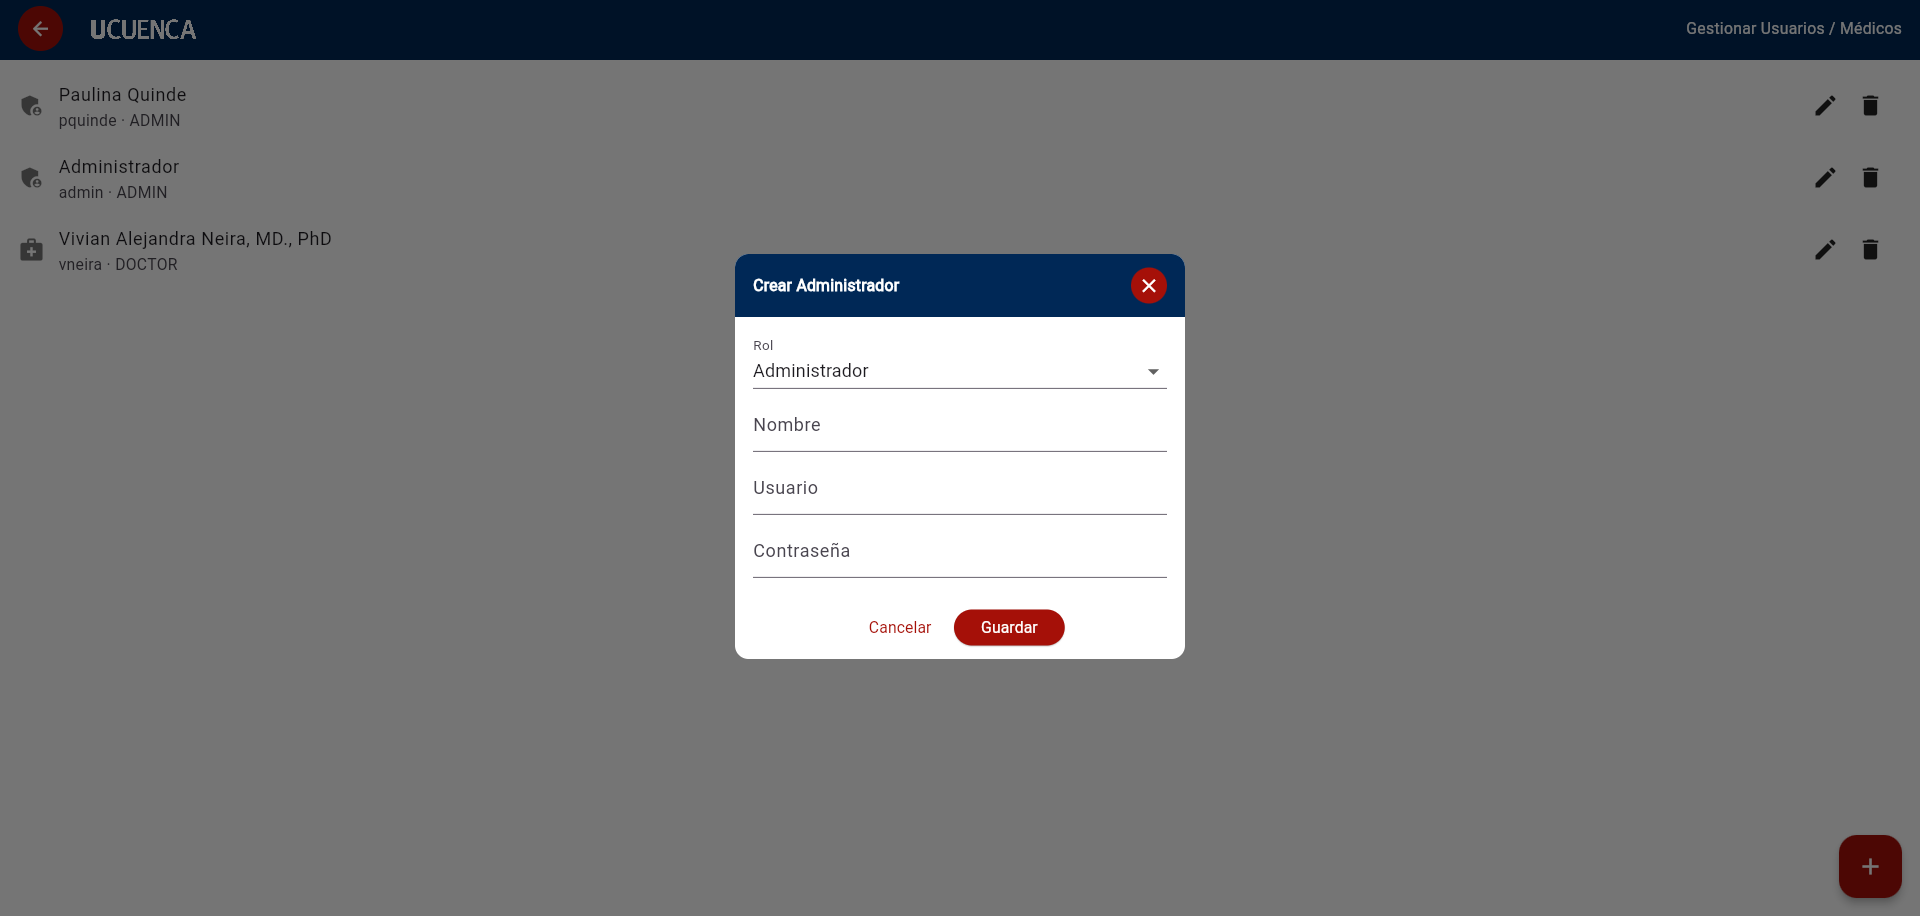 UCUENCA
Gestionar Usuarios / Médicos
Paulina Quinde
pquinde · ADMIN
Administrador
admin · ADMIN
Vivian Alejandra Neira, MD., PhD
vneira · DOCTOR
Crear Administrador
Rol
Administrador
Nombre
Usuario
Contraseña
Cancelar
Guardar